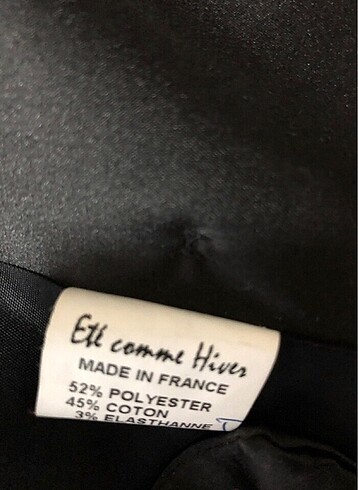 Eté comme Hiver
MADE IN FRANCE
52% POLYESTER
45% COTON
3% ELASTHANNE